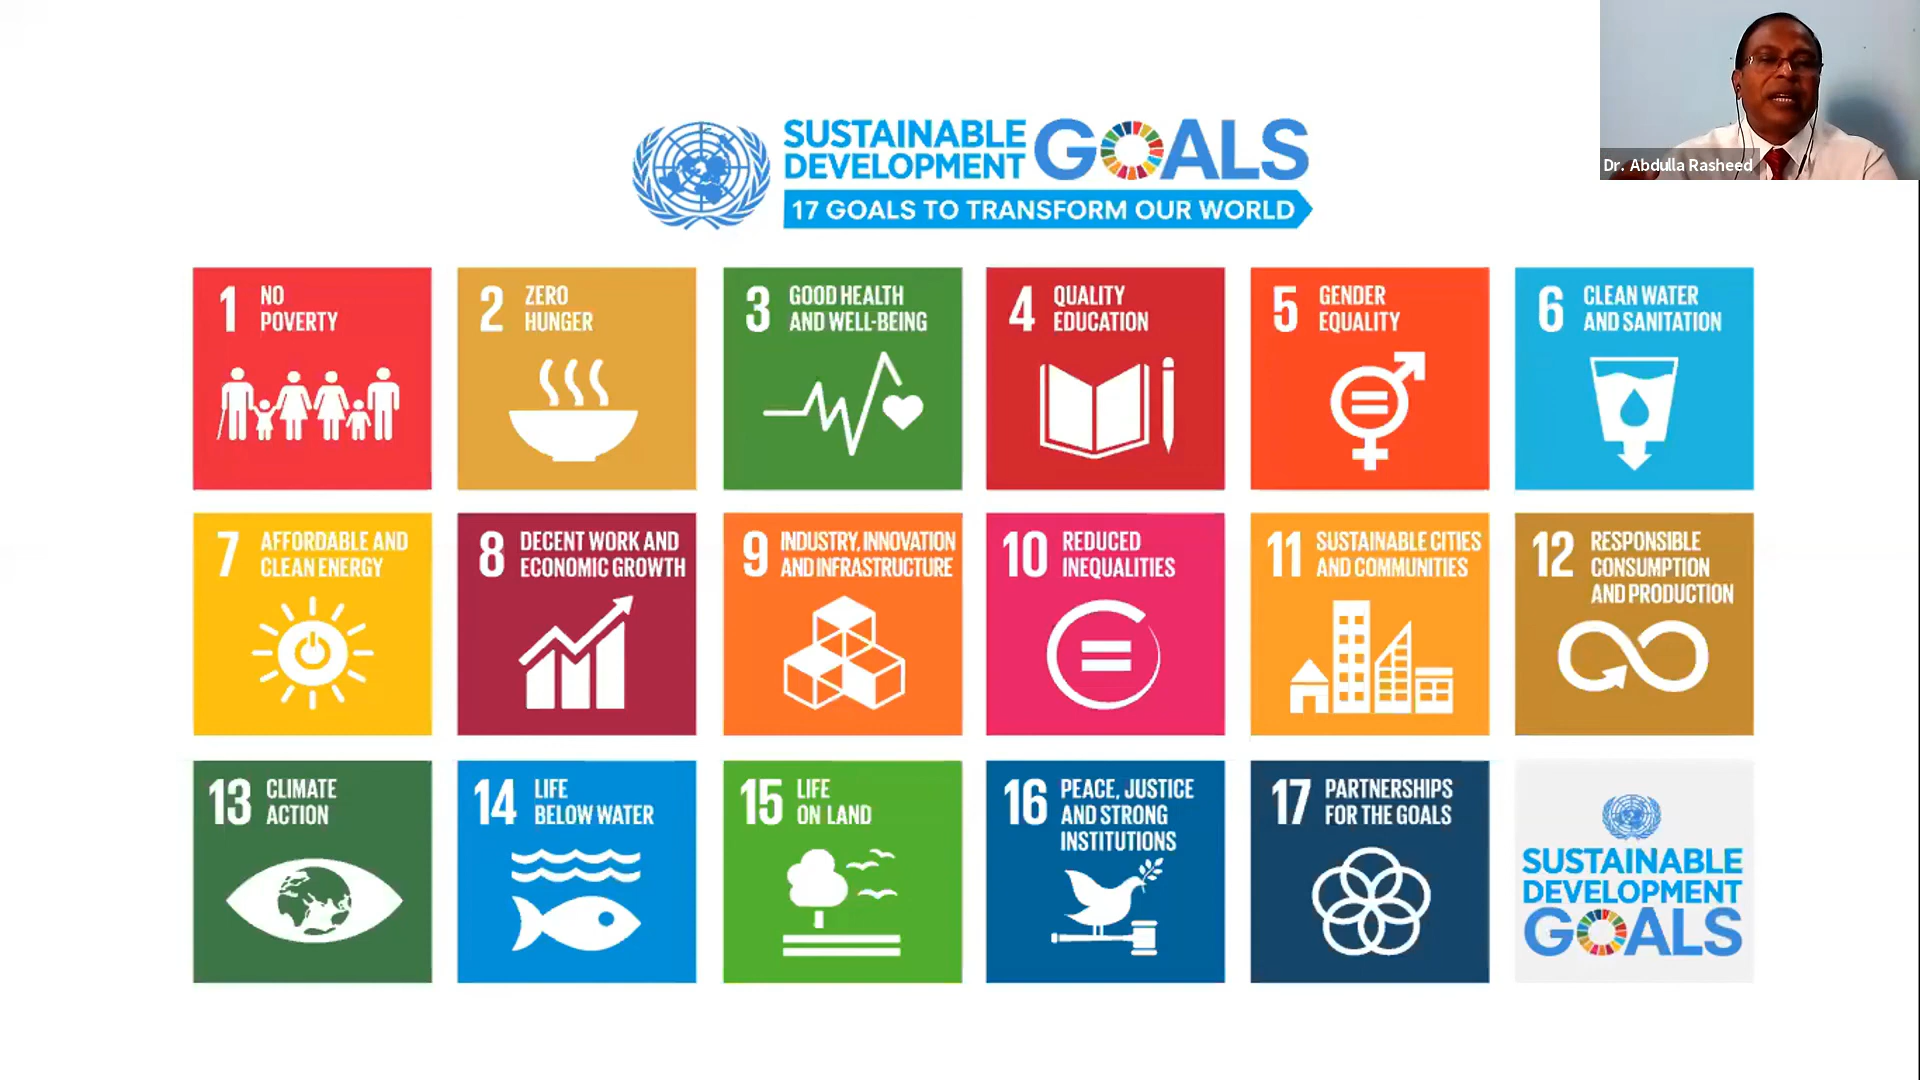 Dr. Abdulla Rasheed
SUSTAINABLE
DEVELOPMENT
GOALS
17 GOALS TO TRANSFORM OUR WORLD
1 NO
POVERTY
2 ZERO
HUNGER
3 GOOD HEALTH
AND WELL-BEING
4 QUALITY
EDUCATION
5 GENDER
EQUALITY
6 CLEAN WATER
AND SANITATION
7 AFFORDABLE AND
CLEAN ENERGY
8 DECENT WORK AND
ECONOMIC GROWTH
9 INDUSTRY, INNOVATION
AND INFRASTRUCTURE
10 REDUCED
INEQUALITIES
11 SUSTAINABLE CITIES
AND COMMUNITIES
12 RESPONSIBLE
CONSUMPTION
AND PRODUCTION
13 CLIMATE
ACTION
14 LIFE
BELOW WATER
15 LIFE
ON LAND
16 PEACE, JUSTICE
AND STRONG
INSTITUTIONS
17 PARTNERSHIPS
FOR THE GOALS
SUSTAINABLE
DEVELOPMENT
GOALS